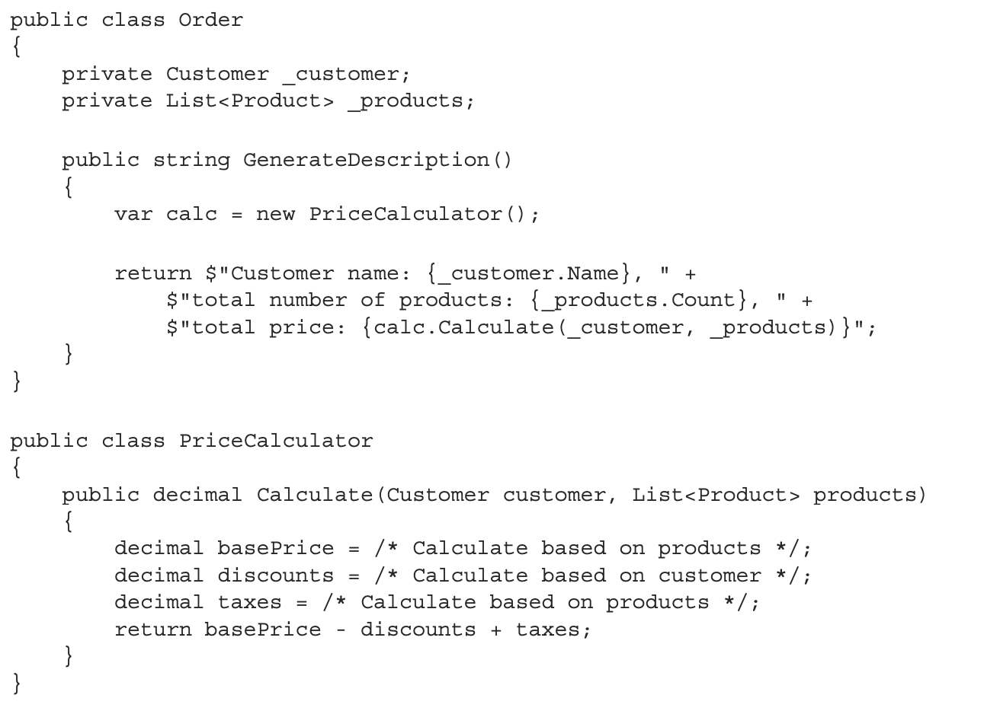 public class Order
{
    private Customer _customer;
    private List<Product> _products;

    public string GenerateDescription()
    {
        var calc = new PriceCalculator();

        return $"Customer name: {_customer.Name}, " +
            $"total number of products: {_products.Count}, " +
            $"total price: {calc.Calculate(_customer, _products)}";
    }
}

public class PriceCalculator
{
    public decimal Calculate(Customer customer, List<Product> products)
    {
        decimal basePrice = /* Calculate based on products */;
        decimal discounts = /* Calculate based on customer */;
        decimal taxes = /* Calculate based on products */;
        return basePrice - discounts + taxes;
    }
}